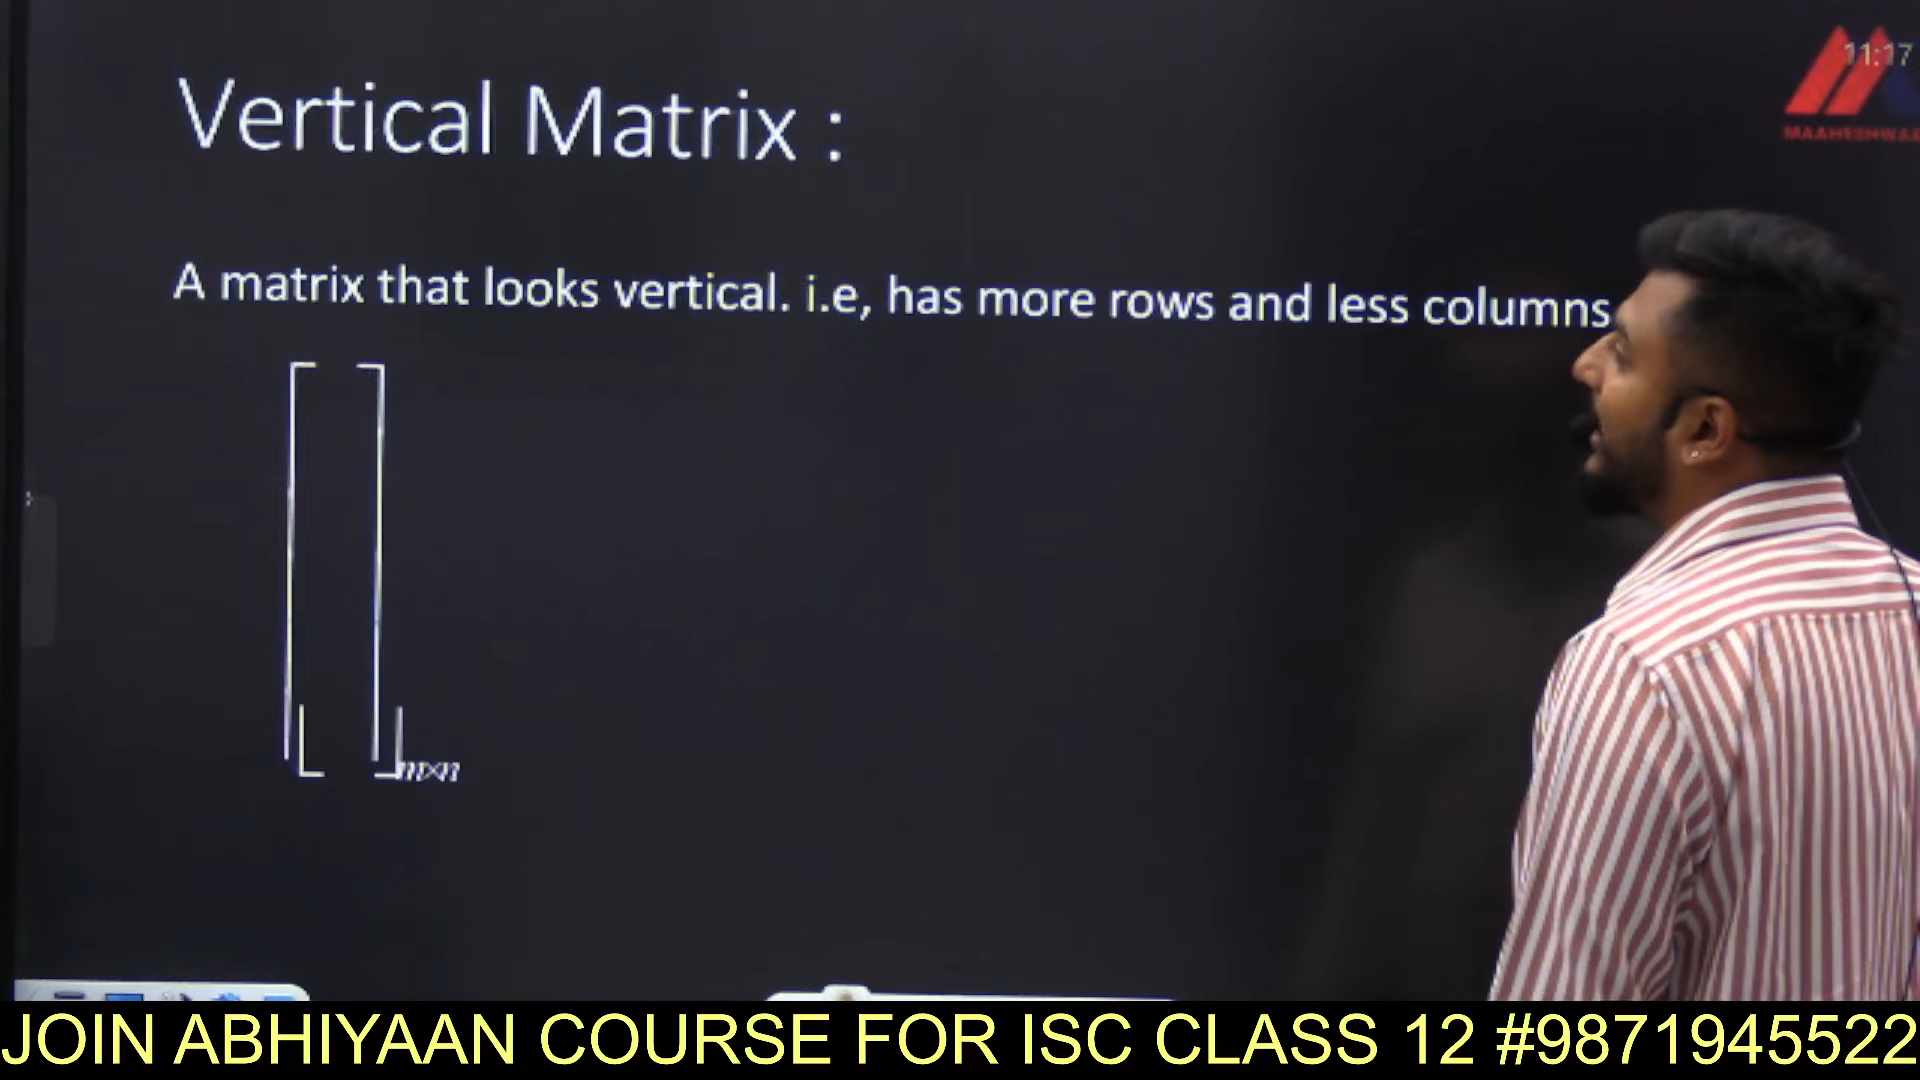 11:17
Vertical Matrix :
A matrix that looks vertical. i.e, has more rows and less columns
m×n
JOIN ABHIYAAN COURSE FOR ISC CLASS 12 #9871945522